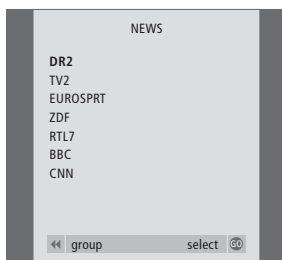 NEWS
DR2
TV2
EUROSPRT
ZDF
RTL7
BBC
CNN
group select GO